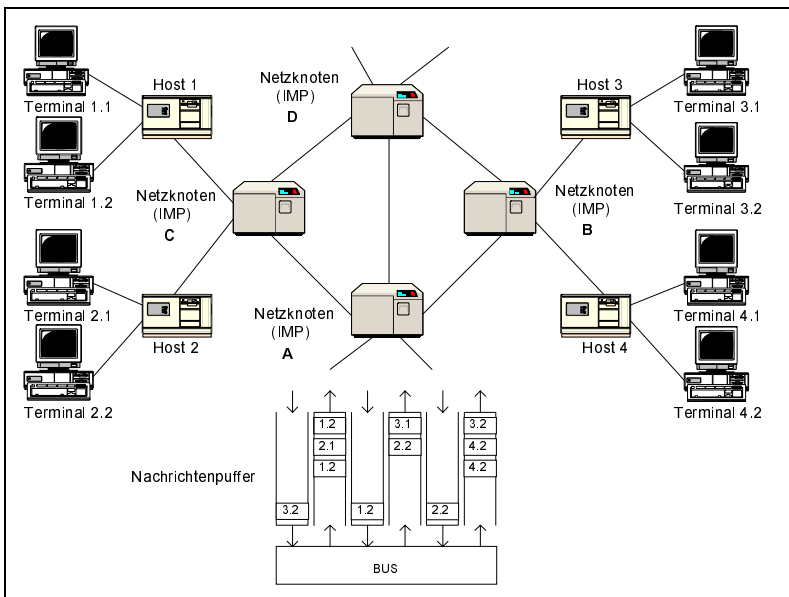 Terminal 1.1
Host 1
Terminal 1.2
Netzknoten
(IMP)
D
Host 3
Terminal 3.1
Terminal 3.2
Netzknoten
(IMP)
C
Netzknoten
(IMP)
B
Terminal 2.1
Host 2
Terminal 2.2
Netzknoten
(IMP)
A
Terminal 4.1
Host 4
Terminal 4.2
Nachrichtenpuffer
1.2
3.1
3.2
2.1
2.2
4.2
1.2
4.2
3.2
1.2
2.2
BUS